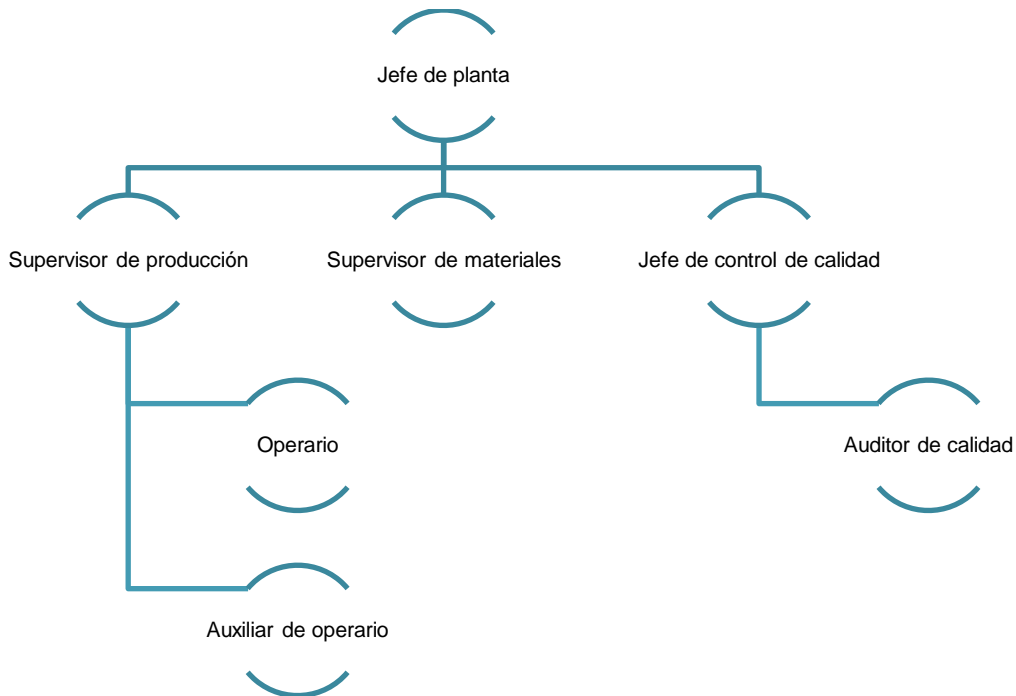 Jefe de planta
Supervisor de producción
Supervisor de materiales
Jefe de control de calidad
Operario
Auditor de calidad
Auxiliar de operario